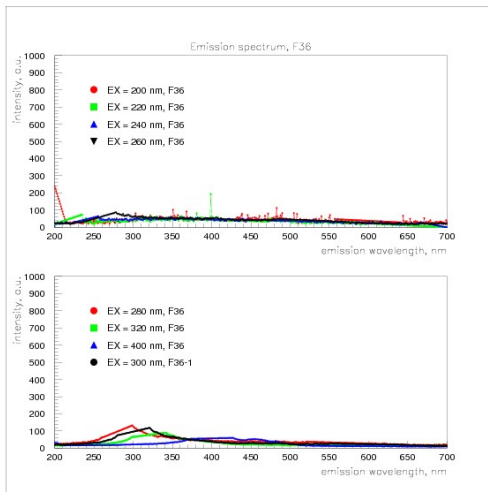 Emission spectrum, F36
intensity, a.u.
1000
900
800
700
600
500
400
300
200
100
0
EX = 200 nm, F36
EX = 220 nm, F36
EX = 240 nm, F36
EX = 260 nm, F36
200 250 300 350 400 450 500 550 600 650 700
emission wavelength, nm
intensity, a.u.
1000
900
800
700
600
500
400
300
200
100
0
EX = 280 nm, F36
EX = 320 nm, F36
EX = 400 nm, F36
EX = 300 nm, F36-1
200 250 300 350 400 450 500 550 600 650 700
emission wavelength, nm